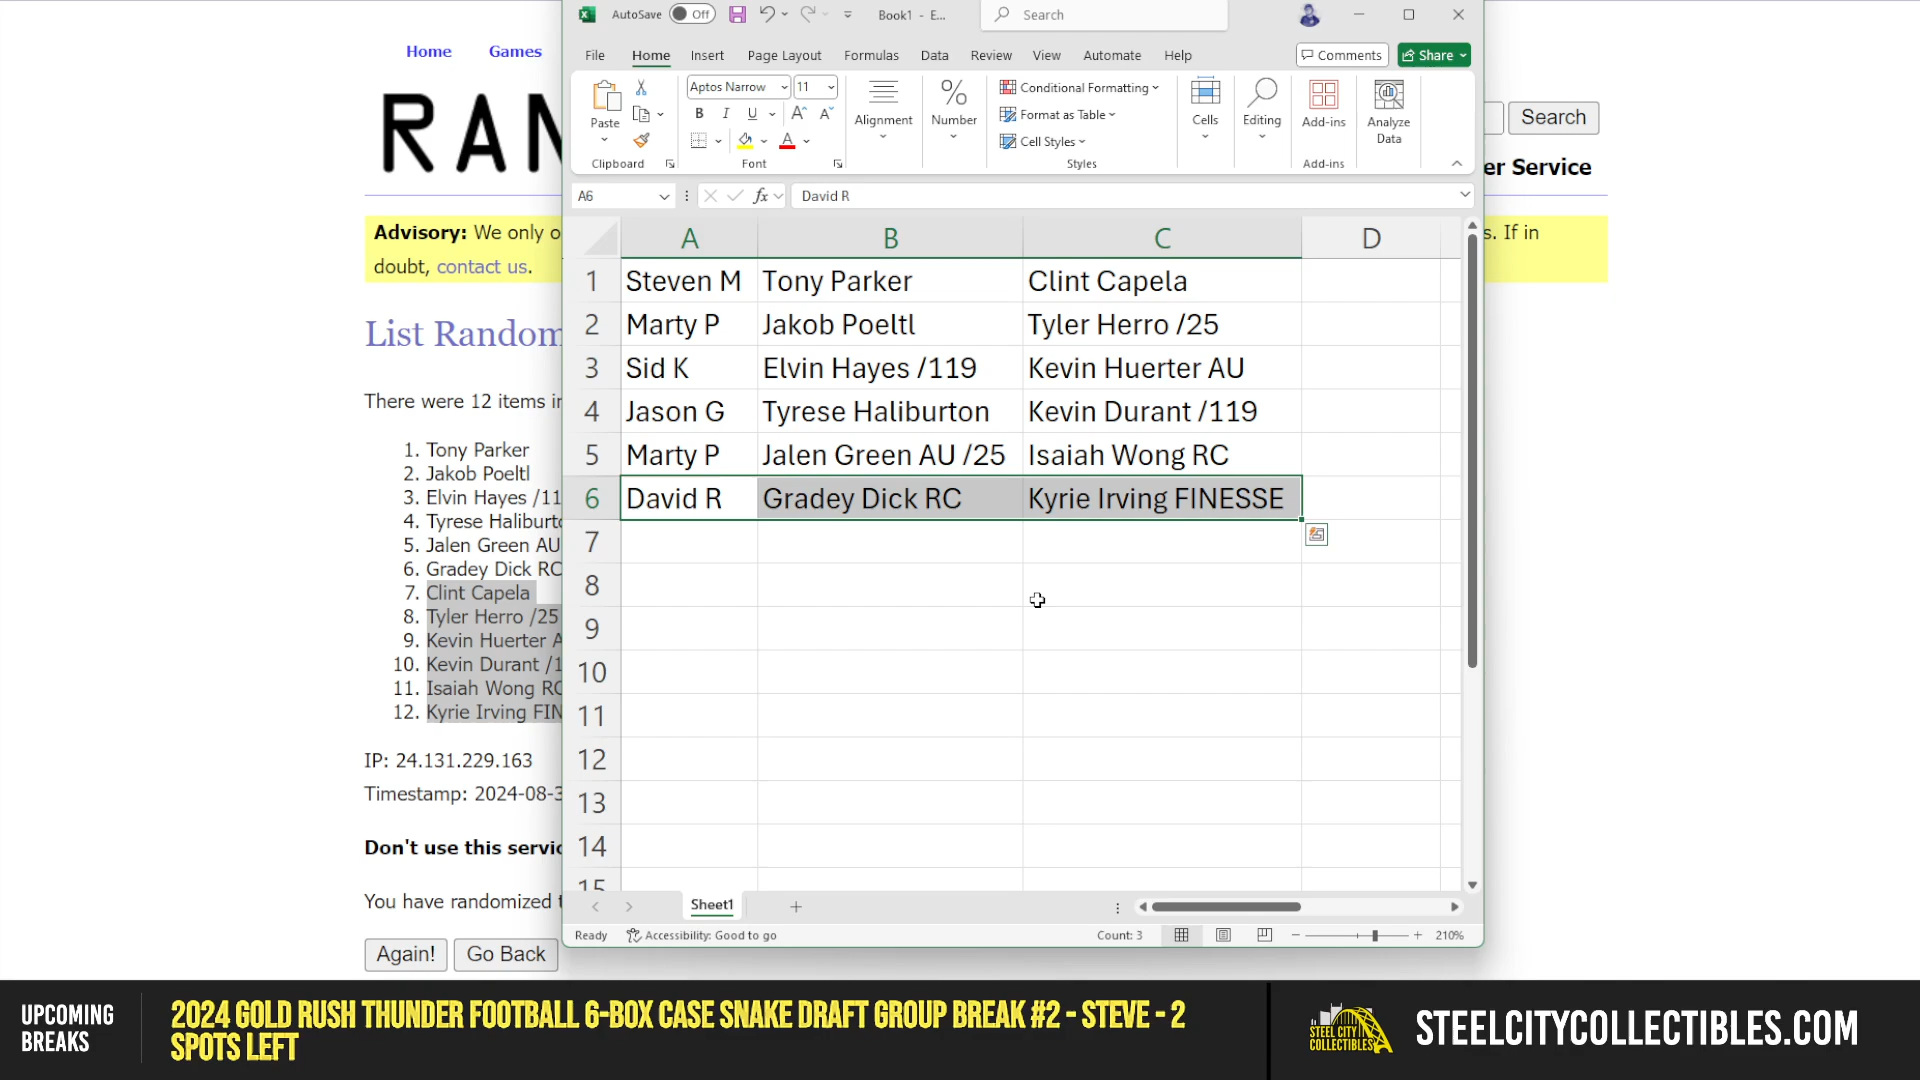 AutoSave Off Book1 - E... Search
Home Games
File Home Insert Page Layout Formulas Data Review View Automate Help Comments Share
RAN
Aptos Narrow 11
Paste
B I U
Alignment Number
Conditional Formatting
Format as Table
Cell Styles
Cells Editing Add-ins Analyze
Data
Clipboard Font Styles Add-ins
Search
er Service
A6 fx David R
A B C D
Advisory: We only o
s. If in
doubt, contact us.
1 Steven M Tony Parker Clint Capela
2 Marty P Jakob Poeltl Tyler Herro /25
3 Sid K Elvin Hayes /119 Kevin Huerter AU
4 Jason G Tyrese Haliburton Kevin Durant /119
5 Marty P Jalen Green AU /25 Isaiah Wong RC
6 David R Gradey Dick RC Kyrie Irving FINESSE
7
8
9
10
11
12
13
14
15
List Random
There were 12 items in
1. Tony Parker
2. Jakob Poeltl
3. Elvin Hayes /11
4. Tyrese Haliburto
5. Jalen Green AU
6. Gradey Dick RC
7. Clint Capela
8. Tyler Herro /25
9. Kevin Huerter A
10. Kevin Durant /1
11. Isaiah Wong RC
12. Kyrie Irving FIN
IP: 24.131.229.163
Timestamp: 2024-08-3
Don't use this servic
You have randomized t
Again! Go Back
Sheet1
Ready Accessibility: Good to go Count: 3 210%
UPCOMING
BREAKS
2024 GOLD RUSH THUNDER FOOTBALL 6-BOX CASE SNAKE DRAFT GROUP BREAK #2 - STEVE - 2
SPOTS LEFT
STEEL CITY
COLLECTIBLES
STEELCITYCOLLECTIBLES.COM